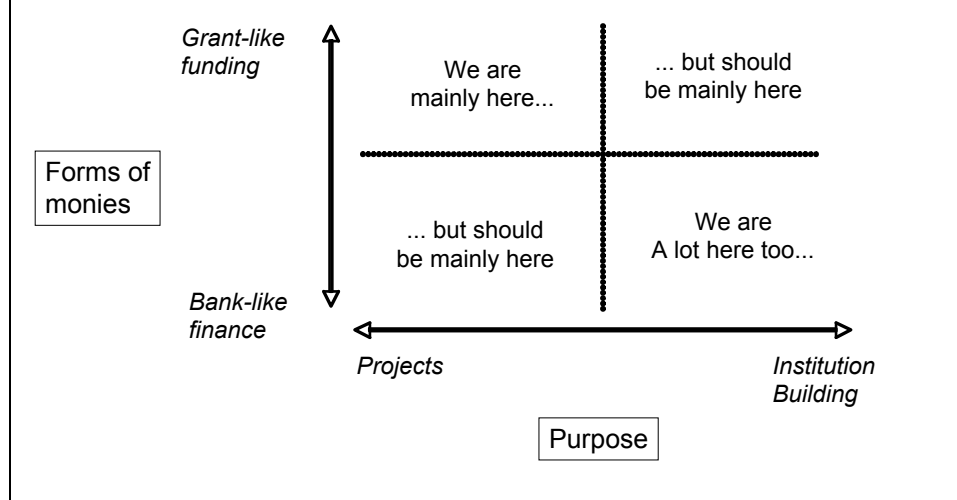 Grant-like
funding
We are
mainly here...
... but should
be mainly here
Forms of
monies
... but should
be mainly here
We are
A lot here too...
Bank-like
finance
Projects
Institution
Building
Purpose